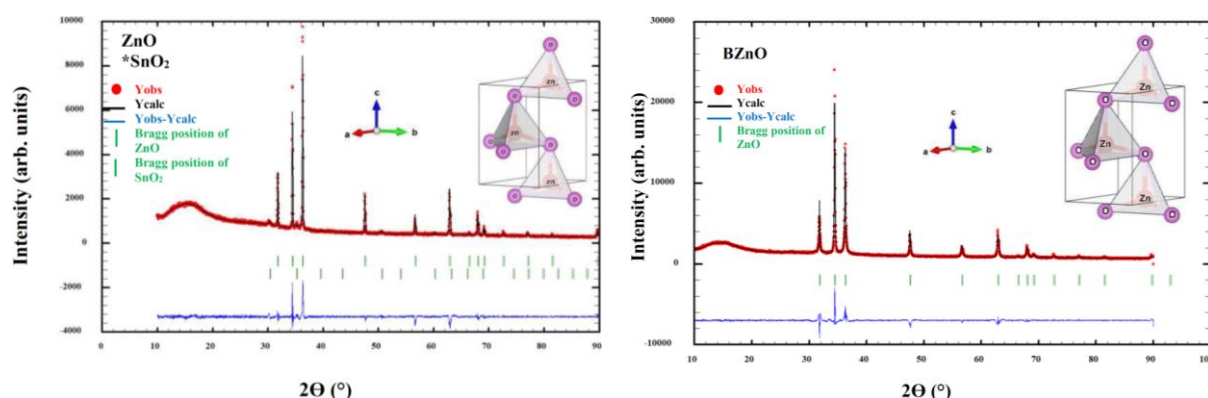 ZnO
*SnO₂
Yobs
Ycalc
Yobs-Ycalc
Bragg position of
ZnO
Bragg position of
SnO₂
Intensity (arb. units)
10000
8000
6000
4000
2000
0
-2000
-4000
10 20 30 40 50 60 70 80 90
2Θ (°)
c
a b
O
zn
O O O
zn
O O
zn
O O
BZnO
Yobs
Ycalc
Yobs-Ycalc
Bragg position of
ZnO
Intensity (arb. units)
30000
20000
10000
0
-10000
10 20 30 40 50 60 70 80 90 100
2Θ (°)
c
a b
O
Zn
O O O
Zn
O O O
Zn
O O